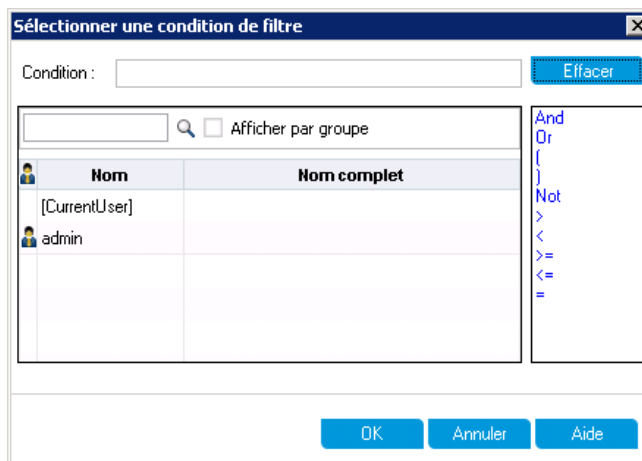 Sélectionner une condition de filtre
Condition :
Effacer
Afficher par groupe
Nom Nom complet
[CurrentUser]
admin
And
Or
(
)
Not
>
<
>=
<=
=
OK Annuler Aide